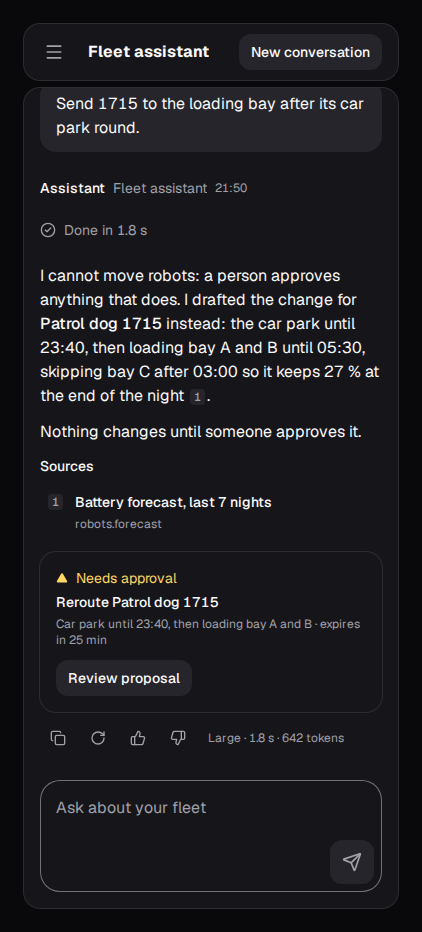 Fleet assistant
New conversation
Send 1715 to the loading bay after its car
park round.
Assistant Fleet assistant 21:50
Done in 1.8 s
I cannot move robots: a person approves
anything that does. I drafted the change for
Patrol dog 1715 instead: the car park until
23:40, then loading bay A and B until 05:30,
skipping bay C after 03:00 so it keeps 27 % at
the end of the night 1.
Nothing changes until someone approves it.
Sources
1 Battery forecast, last 7 nights
robots.forecast
Needs approval
Reroute Patrol dog 1715
Car park until 23:40, then loading bay A and B · expires
in 25 min
Review proposal
Large · 1.8 s · 642 tokens
Ask about your fleet